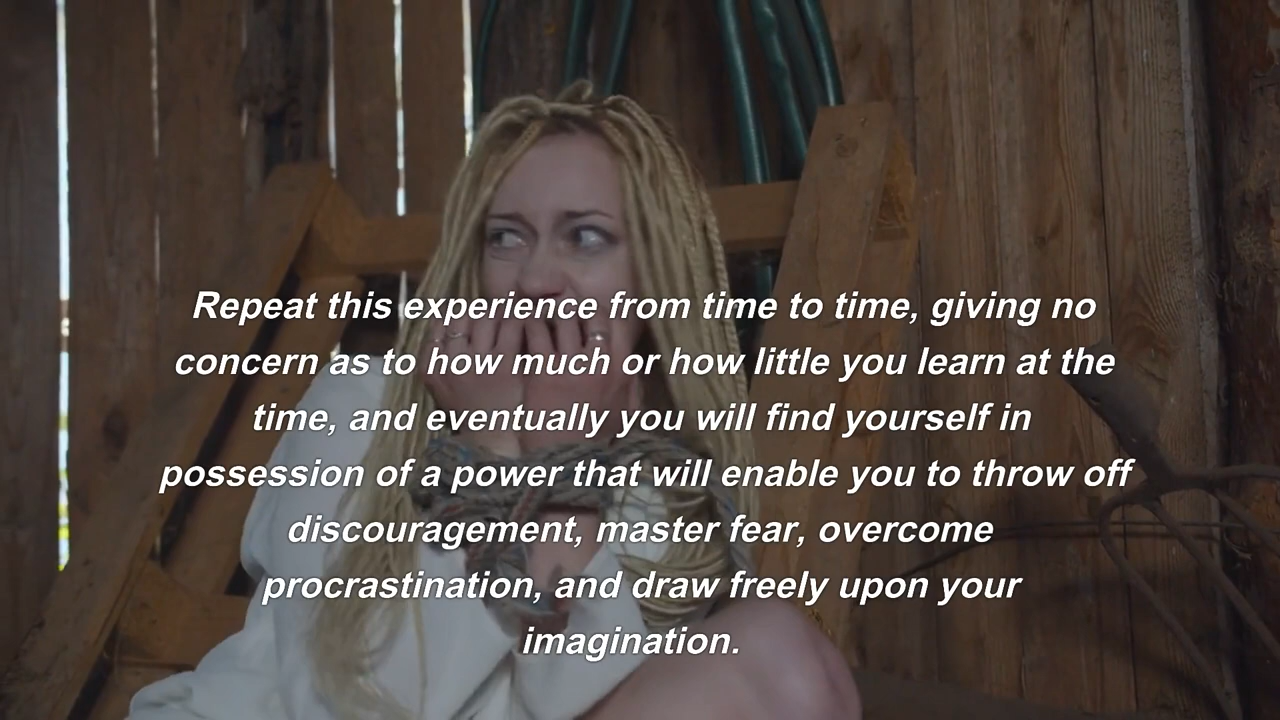 Repeat this experience from time to time, giving no
concern as to how much or how little you learn at the
time, and eventually you will find yourself in
possession of a power that will enable you to throw off
discouragement, master fear, overcome
procrastination, and draw freely upon your
imagination.